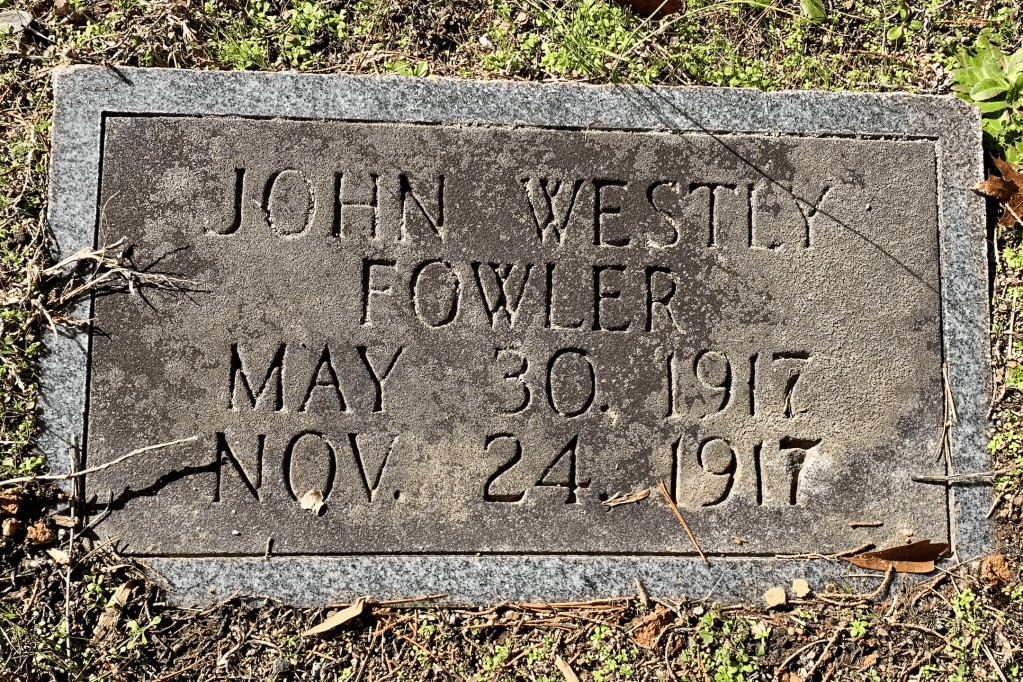 JOHN WESTLY
FOWLER
MAY 30. 1917
NOV. 24. 1917